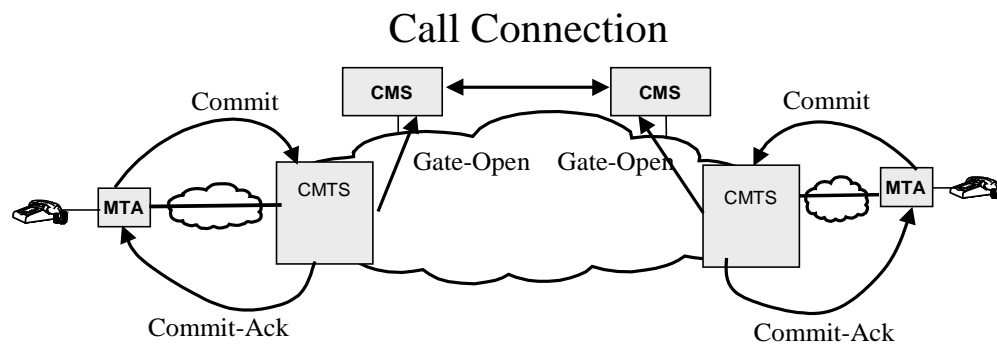 Call Connection
CMS
CMS
Commit
Commit
Gate-Open
Gate-Open
CMTS
CMTS
MTA
MTA
Commit-Ack
Commit-Ack